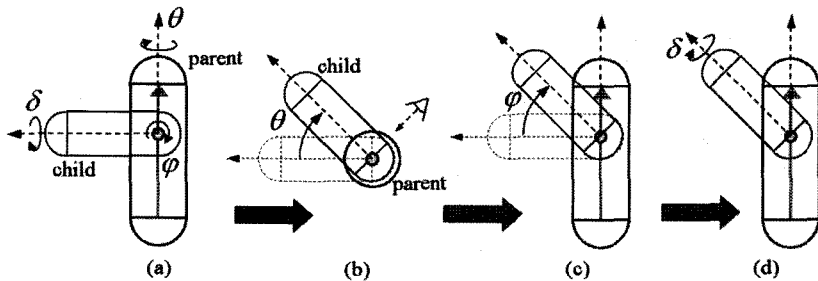 θ
parent
δ
child
φ
(a)
child
θ
parent
(b)
φ
(c)
δ
(d)